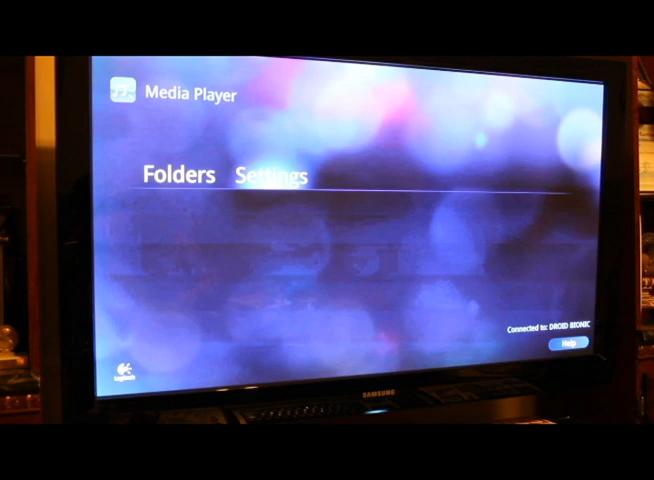 Media Player
Folders Settings
Connected to: DROID BIONIC
Help
Logitech
SAMSUNG